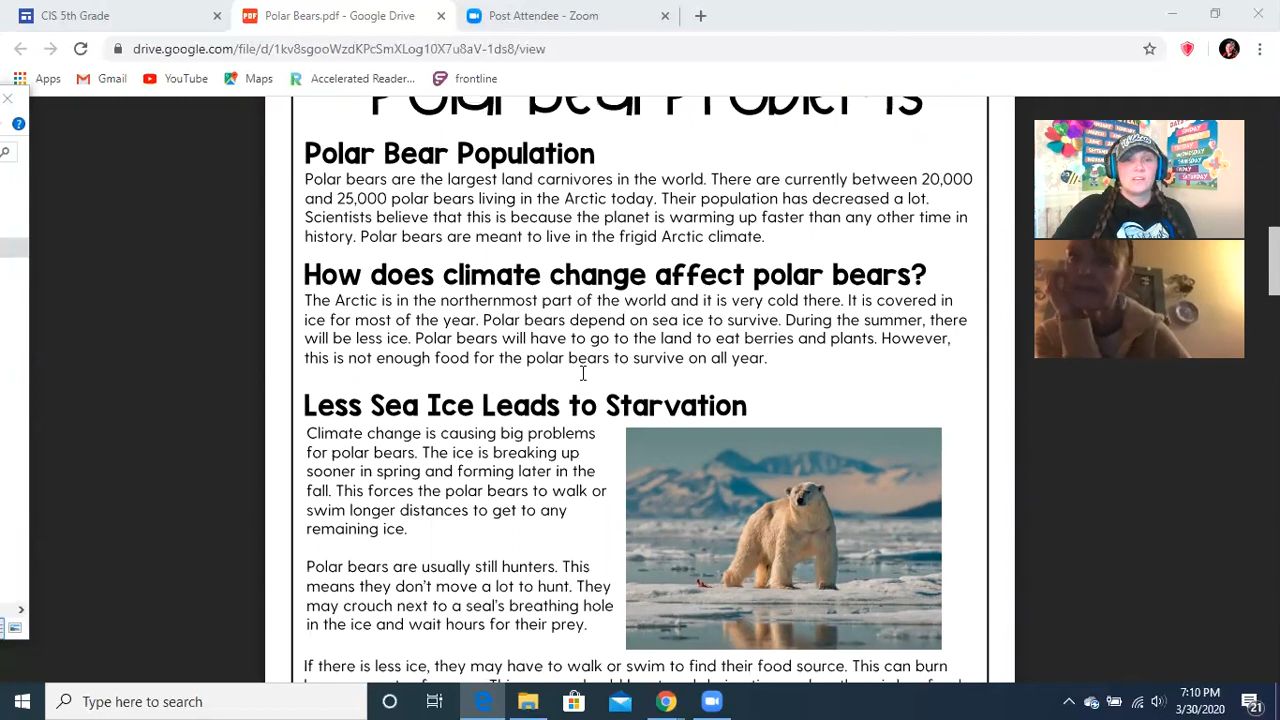 CIS 5th Grade
Polar Bears.pdf - Google Drive
Post Attendee - Zoom
drive.google.com/file/d/1kv8sgooWzdKPcSmXLog10X7u8aV-1ds8/view
Apps
Gmail
YouTube
Maps
Accelerated Reader...
frontline
Polar Bear Problems
Polar Bear Population
Polar bears are the largest land carnivores in the world. There are currently between 20,000
and 25,000 polar bears living in the Arctic today. Their population has decreased a lot.
Scientists believe that this is because the planet is warming up faster than any other time in
history. Polar bears are meant to live in the frigid Arctic climate.
How does climate change affect polar bears?
The Arctic is in the northernmost part of the world and it is very cold there. It is covered in
ice for most of the year. Polar bears depend on sea ice to survive. During the summer, there
will be less ice. Polar bears will have to go to the land to eat berries and plants. However,
this is not enough food for the polar bears to survive on all year.
Less Sea Ice Leads to Starvation
Climate change is causing big problems
for polar bears. The ice is breaking up
sooner in spring and forming later in the
fall. This forces the polar bears to walk or
swim longer distances to get to any
remaining ice.
Polar bears are usually still hunters. This
means they don't move a lot to hunt. They
may crouch next to a seal's breathing hole
in the ice and wait hours for their prey.
If there is less ice, they may have to walk or swim to find their food source. This can burn
SUNDAY
MONDAY
TUESDAY
WEDNESDAY
THURSDAY
FRIDAY
SATURDAY
Type here to search
7:10 PM
3/30/2020
21